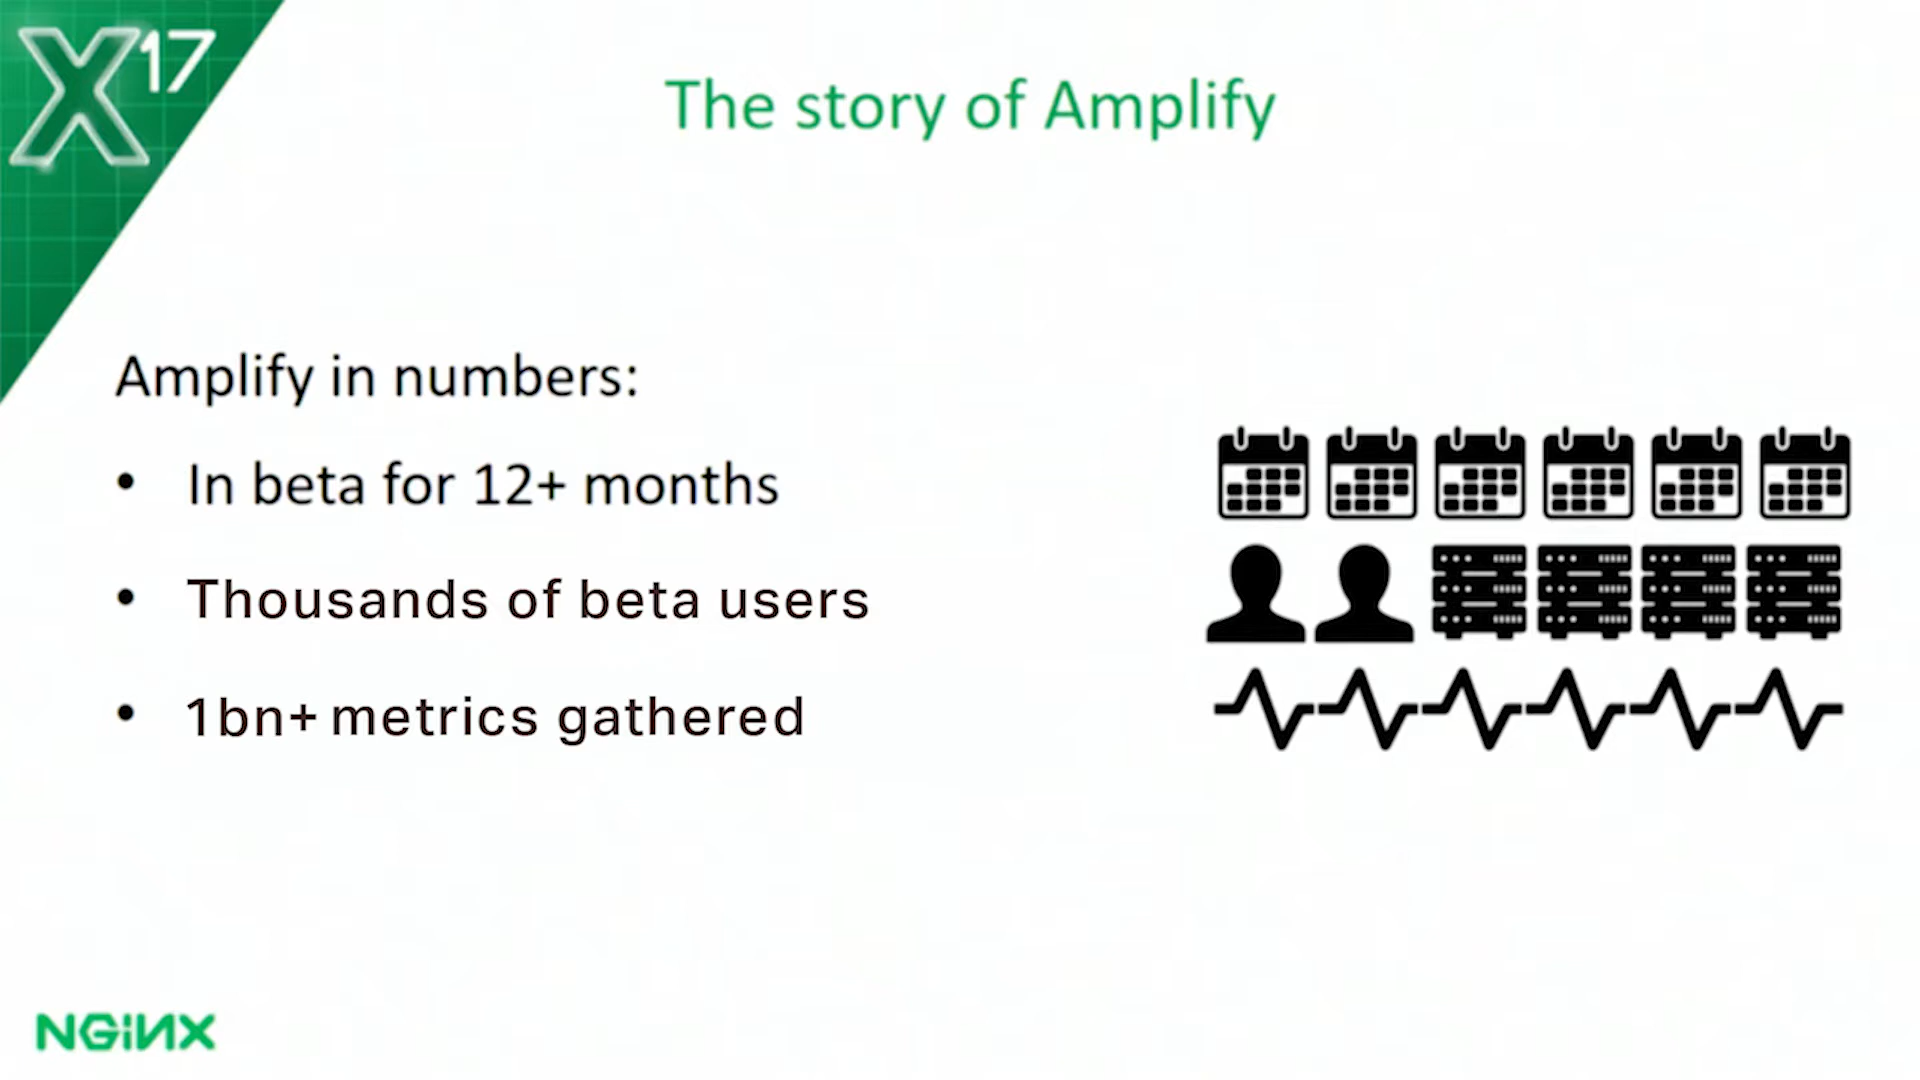 X17
The story of Amplify
Amplify in numbers:
• In beta for 12+ months
• Thousands of beta users
• 1bn+ metrics gathered
NGiNX